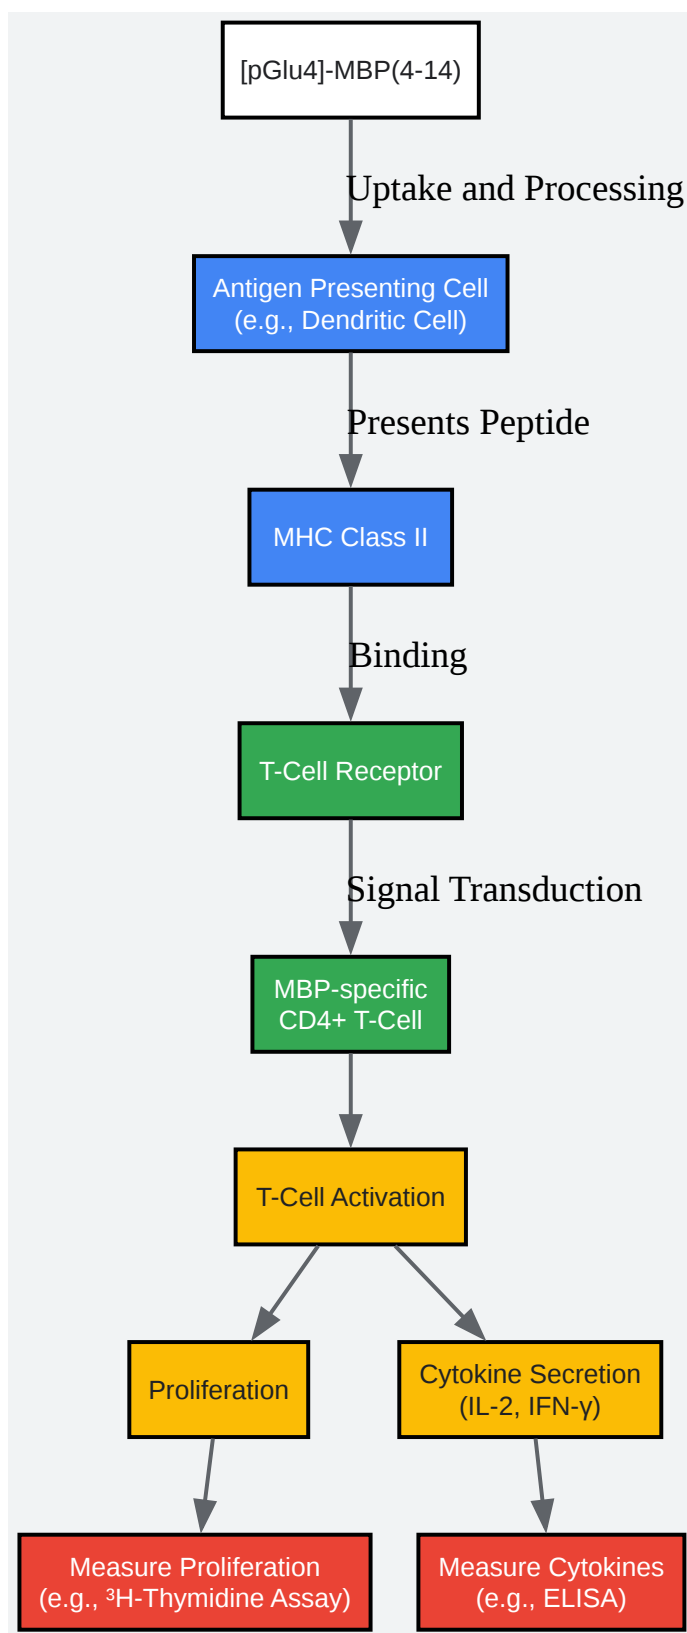 [pGlu4]-MBP(4-14)
Uptake and Processing
Antigen Presenting Cell
(e.g., Dendritic Cell)
Presents Peptide
MHC Class II
Binding
T-Cell Receptor
Signal Transduction
MBP-specific
CD4+ T-Cell
T-Cell Activation
Proliferation
Cytokine Secretion
(IL-2, IFN-γ)
Measure Proliferation
(e.g., ³H-Thymidine Assay)
Measure Cytokines
(e.g., ELISA)